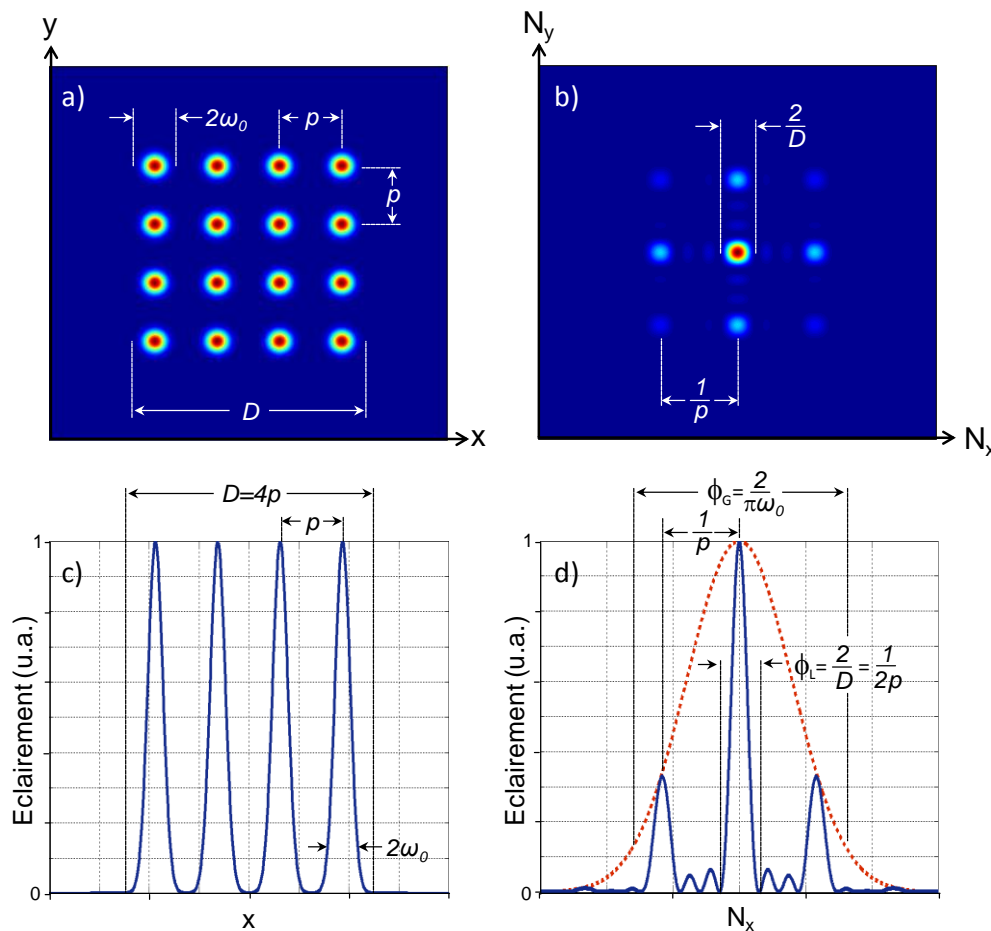 y
a)
2ω₀
p
p
D
x
Nᵧ
b)
2/D
1/p
Nₓ
D=4p
p
1
c)
Eclairement (u.a.)
2ω₀
0
x
ϕG = 2/πω₀
1/p
1
d)
ϕL = 2/D = 1/2p
Eclairement (u.a.)
0
Nₓ